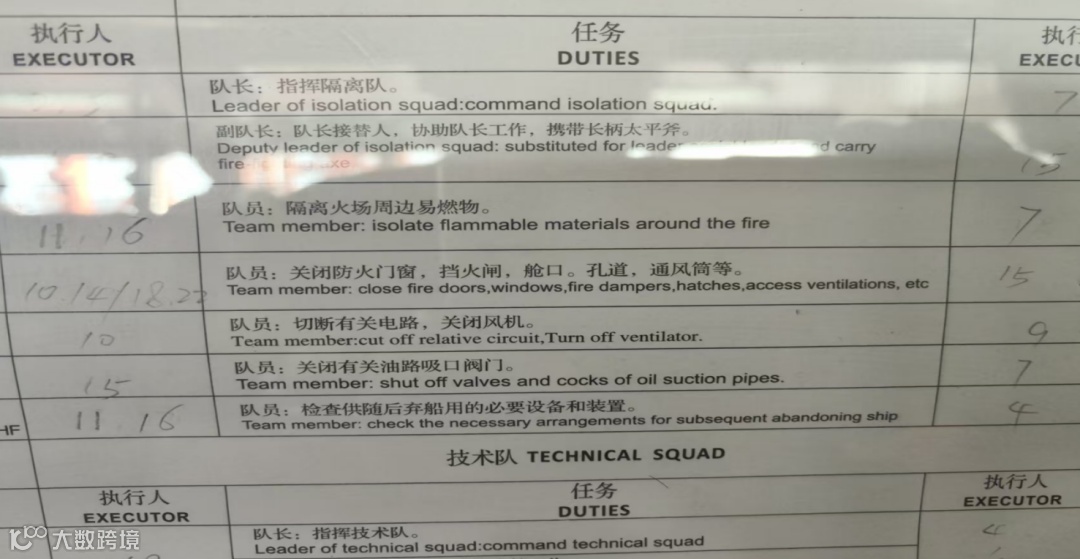 执行人
EXECUTOR
任务
DUTIES
执行
EXECU
队长：指挥隔离队。
Leader of isolation squad:command isolation squad.
7
副队长：队长接替人，协助队长工作，携带长柄太平斧。
Deputy leader of isolation squad: substituted for leader carry
fire axe
15
11.16
队员：隔离火场周边易燃物。
Team member: isolate flammable materials around the fire
7
10.14/18.22
队员：关闭防火门窗，挡火闸，舱口。孔道，通风筒等。
Team member: close fire doors,windows,fire dampers,hatches,access ventilations, etc
15
10
队员：切断有关电路，关闭风机。
Team member:cut off relative circuit,Turn off ventilator.
9
15
队员：关闭有关油路吸口阀门。
Team member: shut off valves and cocks of oil suction pipes.
7
HF
11.16
队员：检查供随后弃船用的必要设备和装置。
Team member: check the necessary arrangements for subsequent abandoning ship
4
技术队 TECHNICAL SQUAD
执行人
EXECUTOR
任务
DUTIES
执行人
EXECUTOR
队长：指挥技术队。
Leader of technical squad:command technical squad
4
大数跨境